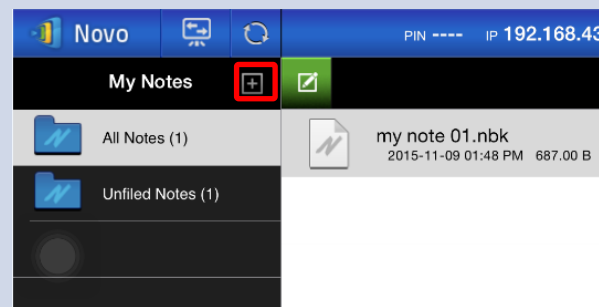 Novo
PIN ---- IP 192.168.43
My Notes
All Notes (1)
my note 01.nbk
2015-11-09 01:48 PM 687.00 B
Unfiled Notes (1)